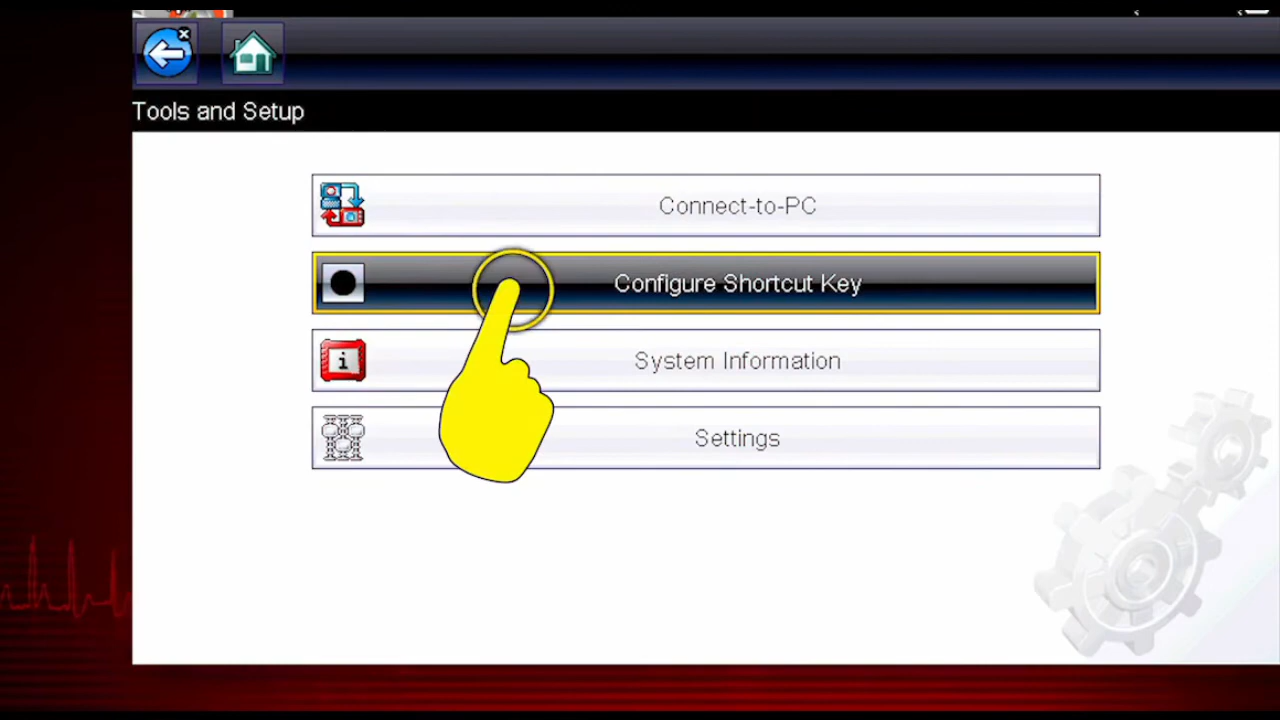 Tools and Setup
Connect-to-PC
Configure Shortcut Key
System Information
Settings